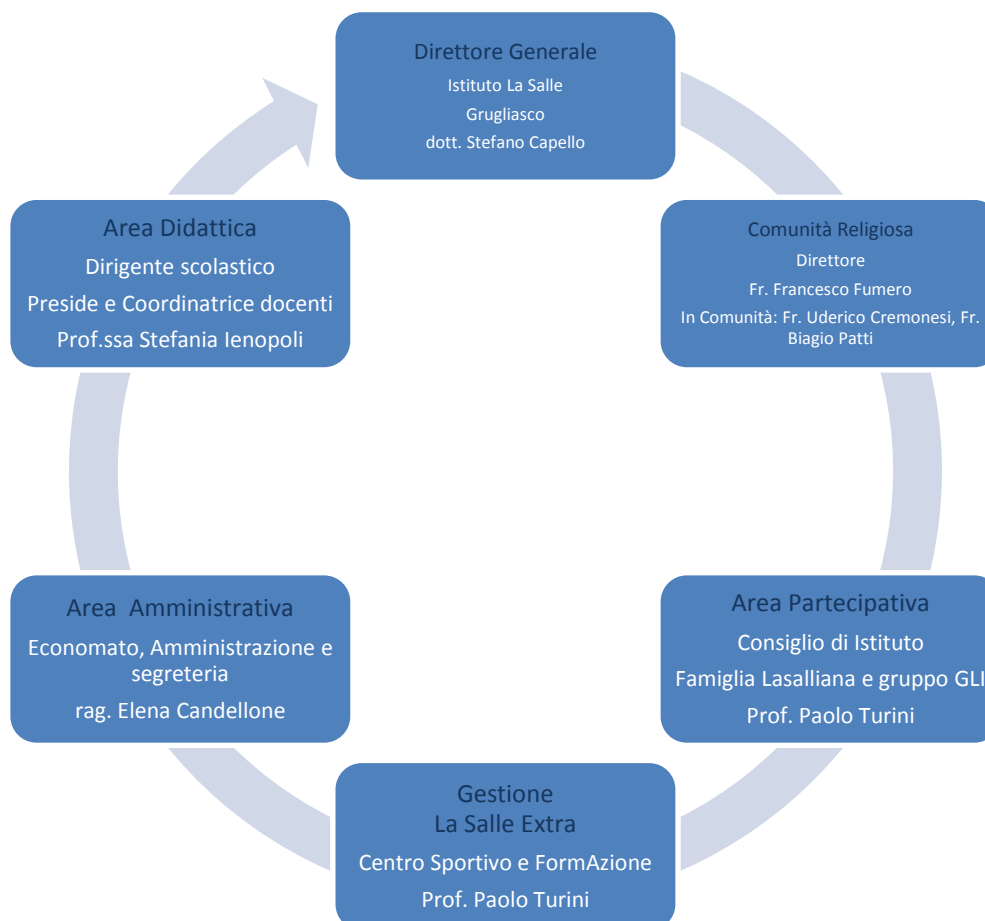 Direttore Generale
Istituto La Salle
Grugliasco
dott. Stefano Capello
Comunità Religiosa
Direttore
Fr. Francesco Fumero
In Comunità: Fr. Uderico Cremonesi, Fr.
Biagio Patti
Area Partecipativa
Consiglio di Istituto
Famiglia Lasalliana e gruppo GLI
Prof. Paolo Turini
Gestione
La Salle Extra
Centro Sportivo e FormAzione
Prof. Paolo Turini
Area Amministrativa
Economato, Amministrazione e
segreteria
rag. Elena Candellone
Area Didattica
Dirigente scolastico
Preside e Coordinatrice docenti
Prof.ssa Stefania Ienopoli